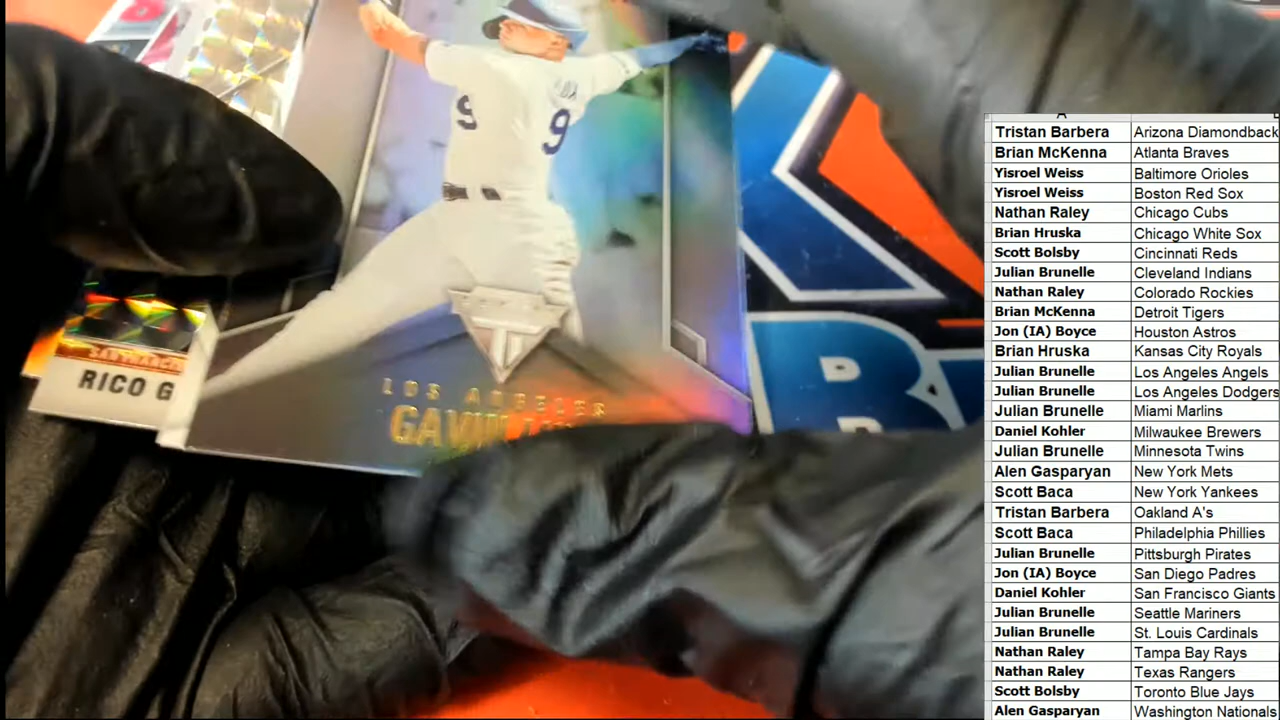 9
9
LOS ANGELES
GAVIN
RICO G
A
Tristan Barbera Arizona Diamondback
Brian McKenna Atlanta Braves
Yisroel Weiss Baltimore Orioles
Yisroel Weiss Boston Red Sox
Nathan Raley Chicago Cubs
Brian Hruska Chicago White Sox
Scott Bolsby Cincinnati Reds
Julian Brunelle Cleveland Indians
Nathan Raley Colorado Rockies
Brian McKenna Detroit Tigers
Jon (IA) Boyce Houston Astros
Brian Hruska Kansas City Royals
Julian Brunelle Los Angeles Angels
Julian Brunelle Los Angeles Dodgers
Julian Brunelle Miami Marlins
Daniel Kohler Milwaukee Brewers
Julian Brunelle Minnesota Twins
Alen Gasparyan New York Mets
Scott Baca New York Yankees
Tristan Barbera Oakland A's
Scott Baca Philadelphia Phillies
Julian Brunelle Pittsburgh Pirates
Jon (IA) Boyce San Diego Padres
Daniel Kohler San Francisco Giants
Julian Brunelle Seattle Mariners
Julian Brunelle St. Louis Cardinals
Nathan Raley Tampa Bay Rays
Nathan Raley Texas Rangers
Scott Bolsby Toronto Blue Jays
Alen Gasparyan Washington Nationals